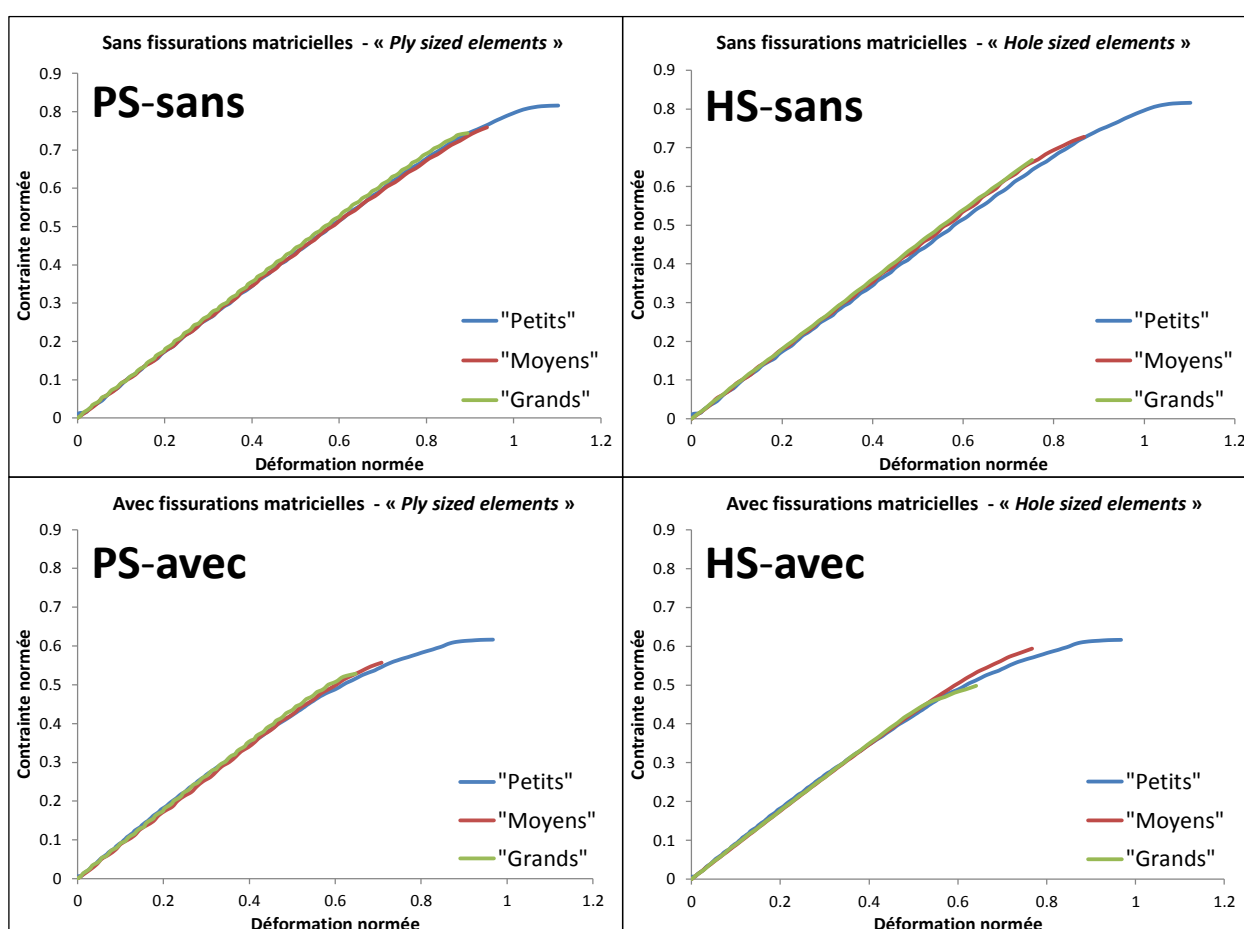 Sans fissurations matricielles - « Ply sized elements »
PS-sans
Contrainte normée
0.9
0.8
0.7
0.6
0.5
0.4
0.3
0.2
0.1
0
0 0.2 0.4 0.6 0.8 1 1.2
Déformation normée
"Petits"
"Moyens"
"Grands"
Sans fissurations matricielles - « Hole sized elements »
HS-sans
Contrainte normée
0.9
0.8
0.7
0.6
0.5
0.4
0.3
0.2
0.1
0
0 0.2 0.4 0.6 0.8 1 1.2
Déformation normée
"Petits"
"Moyens"
"Grands"
Avec fissurations matricielles - « Ply sized elements »
PS-avec
Contrainte normée
0.9
0.8
0.7
0.6
0.5
0.4
0.3
0.2
0.1
0
0 0.2 0.4 0.6 0.8 1 1.2
Déformation normée
"Petits"
"Moyens"
"Grands"
Avec fissurations matricielles - « Hole sized elements »
HS-avec
Contrainte normée
0.9
0.8
0.7
0.6
0.5
0.4
0.3
0.2
0.1
0
0 0.2 0.4 0.6 0.8 1 1.2
Déformation normée
"Petits"
"Moyens"
"Grands"